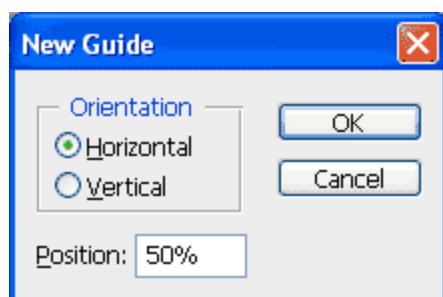 New Guide
Orientation
Horizontal
Vertical
OK
Cancel
Position: 50%